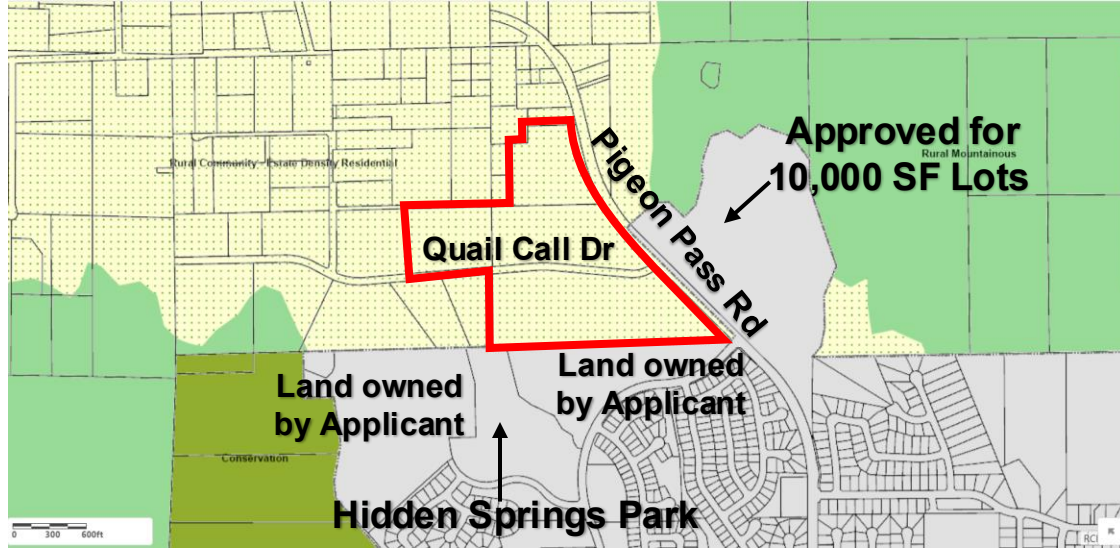 Approved for
Rural Mountainous
10,000 SF Lots
Pigeon Pass Rd
Rural Community - Estate Density Residential
Quail Call Dr
Land owned
by Applicant
Land owned
by Applicant
Conservation
Hidden Springs Park
0 300 600ft